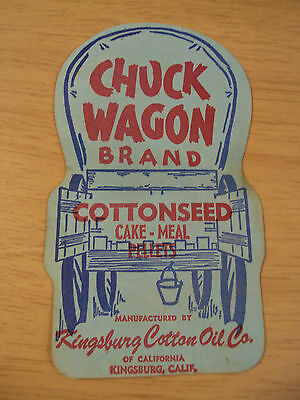 CHUCK
WAGON
BRAND
COTTONSEED
CAKE - MEAL
PELLETS
MANUFACTURED BY
Kingsburg Cotton Oil Co.
OF CALIFORNIA
KINGSBURG, CALIF.